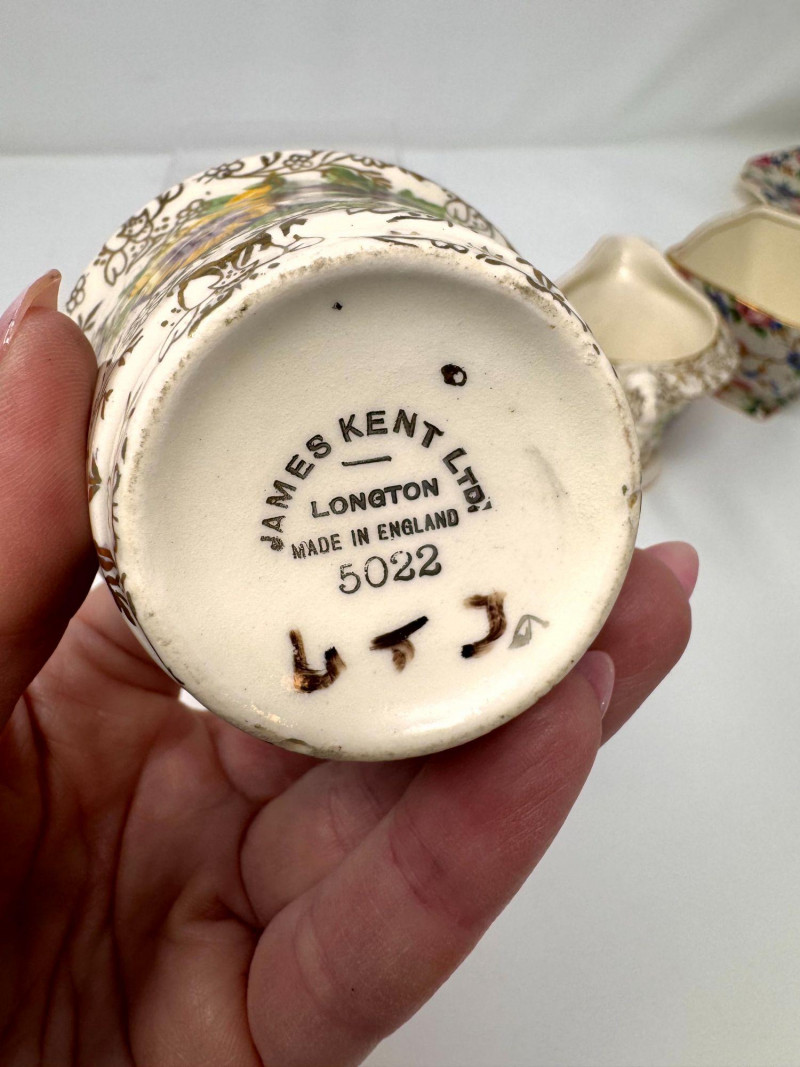 JAMES KENT LTD.
LONGTON
MADE IN ENGLAND
5022